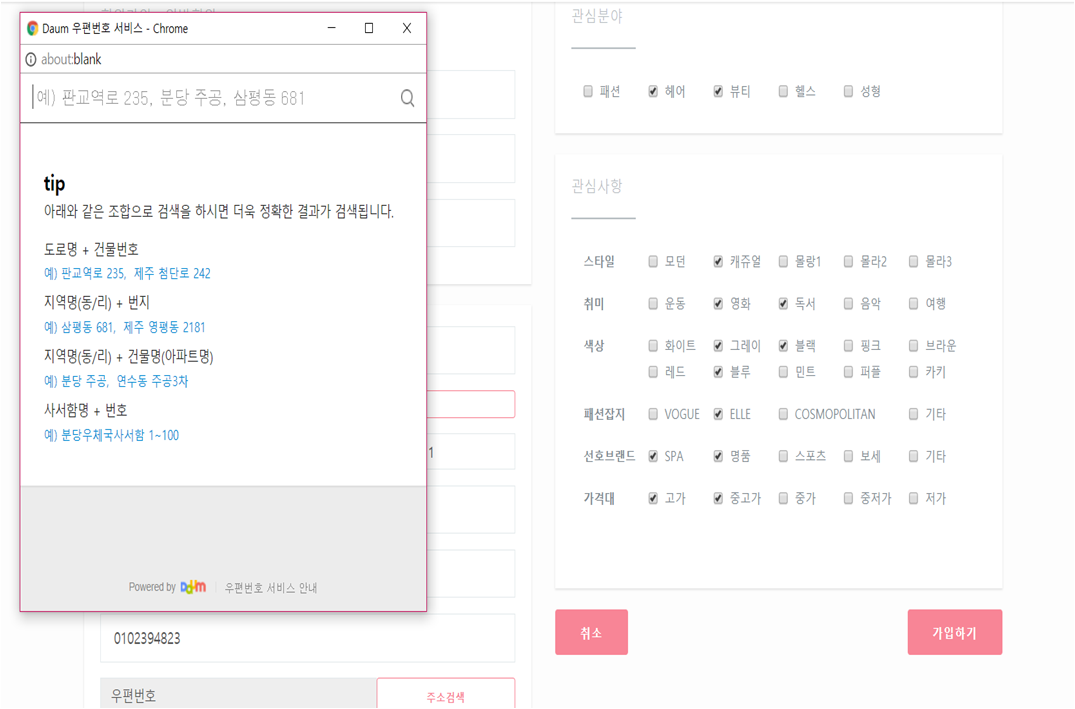 Daum 우편번호 서비스 - Chrome
about:blank
예) 판교역로 235, 분당 주공, 삼평동 681
tip
아래와 같은 조합으로 검색을 하시면 더욱 정확한 결과가 검색됩니다.
도로명 + 건물번호
예) 판교역로 235, 제주 첨단로 242
지역명(동/리) + 번지
예) 삼평동 681, 제주 영평동 2181
지역명(동/리) + 건물명(아파트명)
예) 분당 주공, 연수동 주공3차
사서함명 + 번호
예) 분당우체국사서함 1~100
Powered by Daum 우편번호 서비스 안내
1
0102394823
우편번호 주소검색
관심분야
패션 헤어 뷰티 헬스 성형
관심사항
스타일 모던 캐쥬얼 몰랑1 몰라2 몰라3
취미 운동 영화 독서 음악 여행
색상 화이트 그레이 블랙 핑크 브라운
레드 블루 민트 퍼플 카키
패션잡지 VOGUE ELLE COSMOPOLITAN 기타
선호브랜드 SPA 명품 스포츠 보세 기타
가격대 고가 중고가 중가 중저가 저가
취소 가입하기